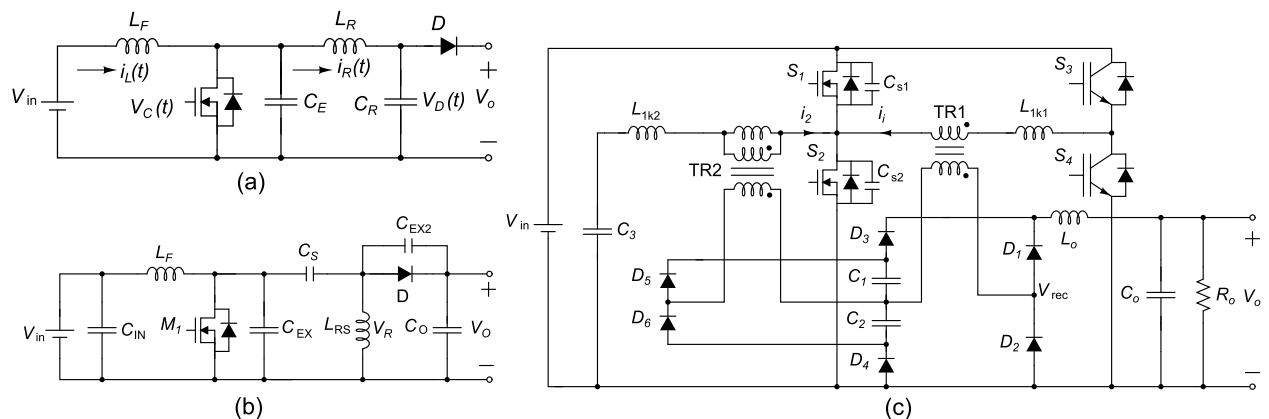 L_F
L_R
D
i_L(t)
i_R(t)
+
V_in
V_C(t)
C_E
C_R
V_D(t)
V_o
−
(a)
C_EX2
L_F
C_S
D
+
V_in
C_IN
M_1
C_EX
L_RS
V_R
C_O
V_O
−
(b)
S_1
C_s1
S_3
L_1k2
i_2
i_i
TR1
L_1k1
TR2
S_2
C_s2
S_4
V_in
C_3
D_3
L_o
+
D_5
C_1
D_1
V_rec
D_6
C_2
C_o
R_o
V_o
D_4
D_2
−
(c)